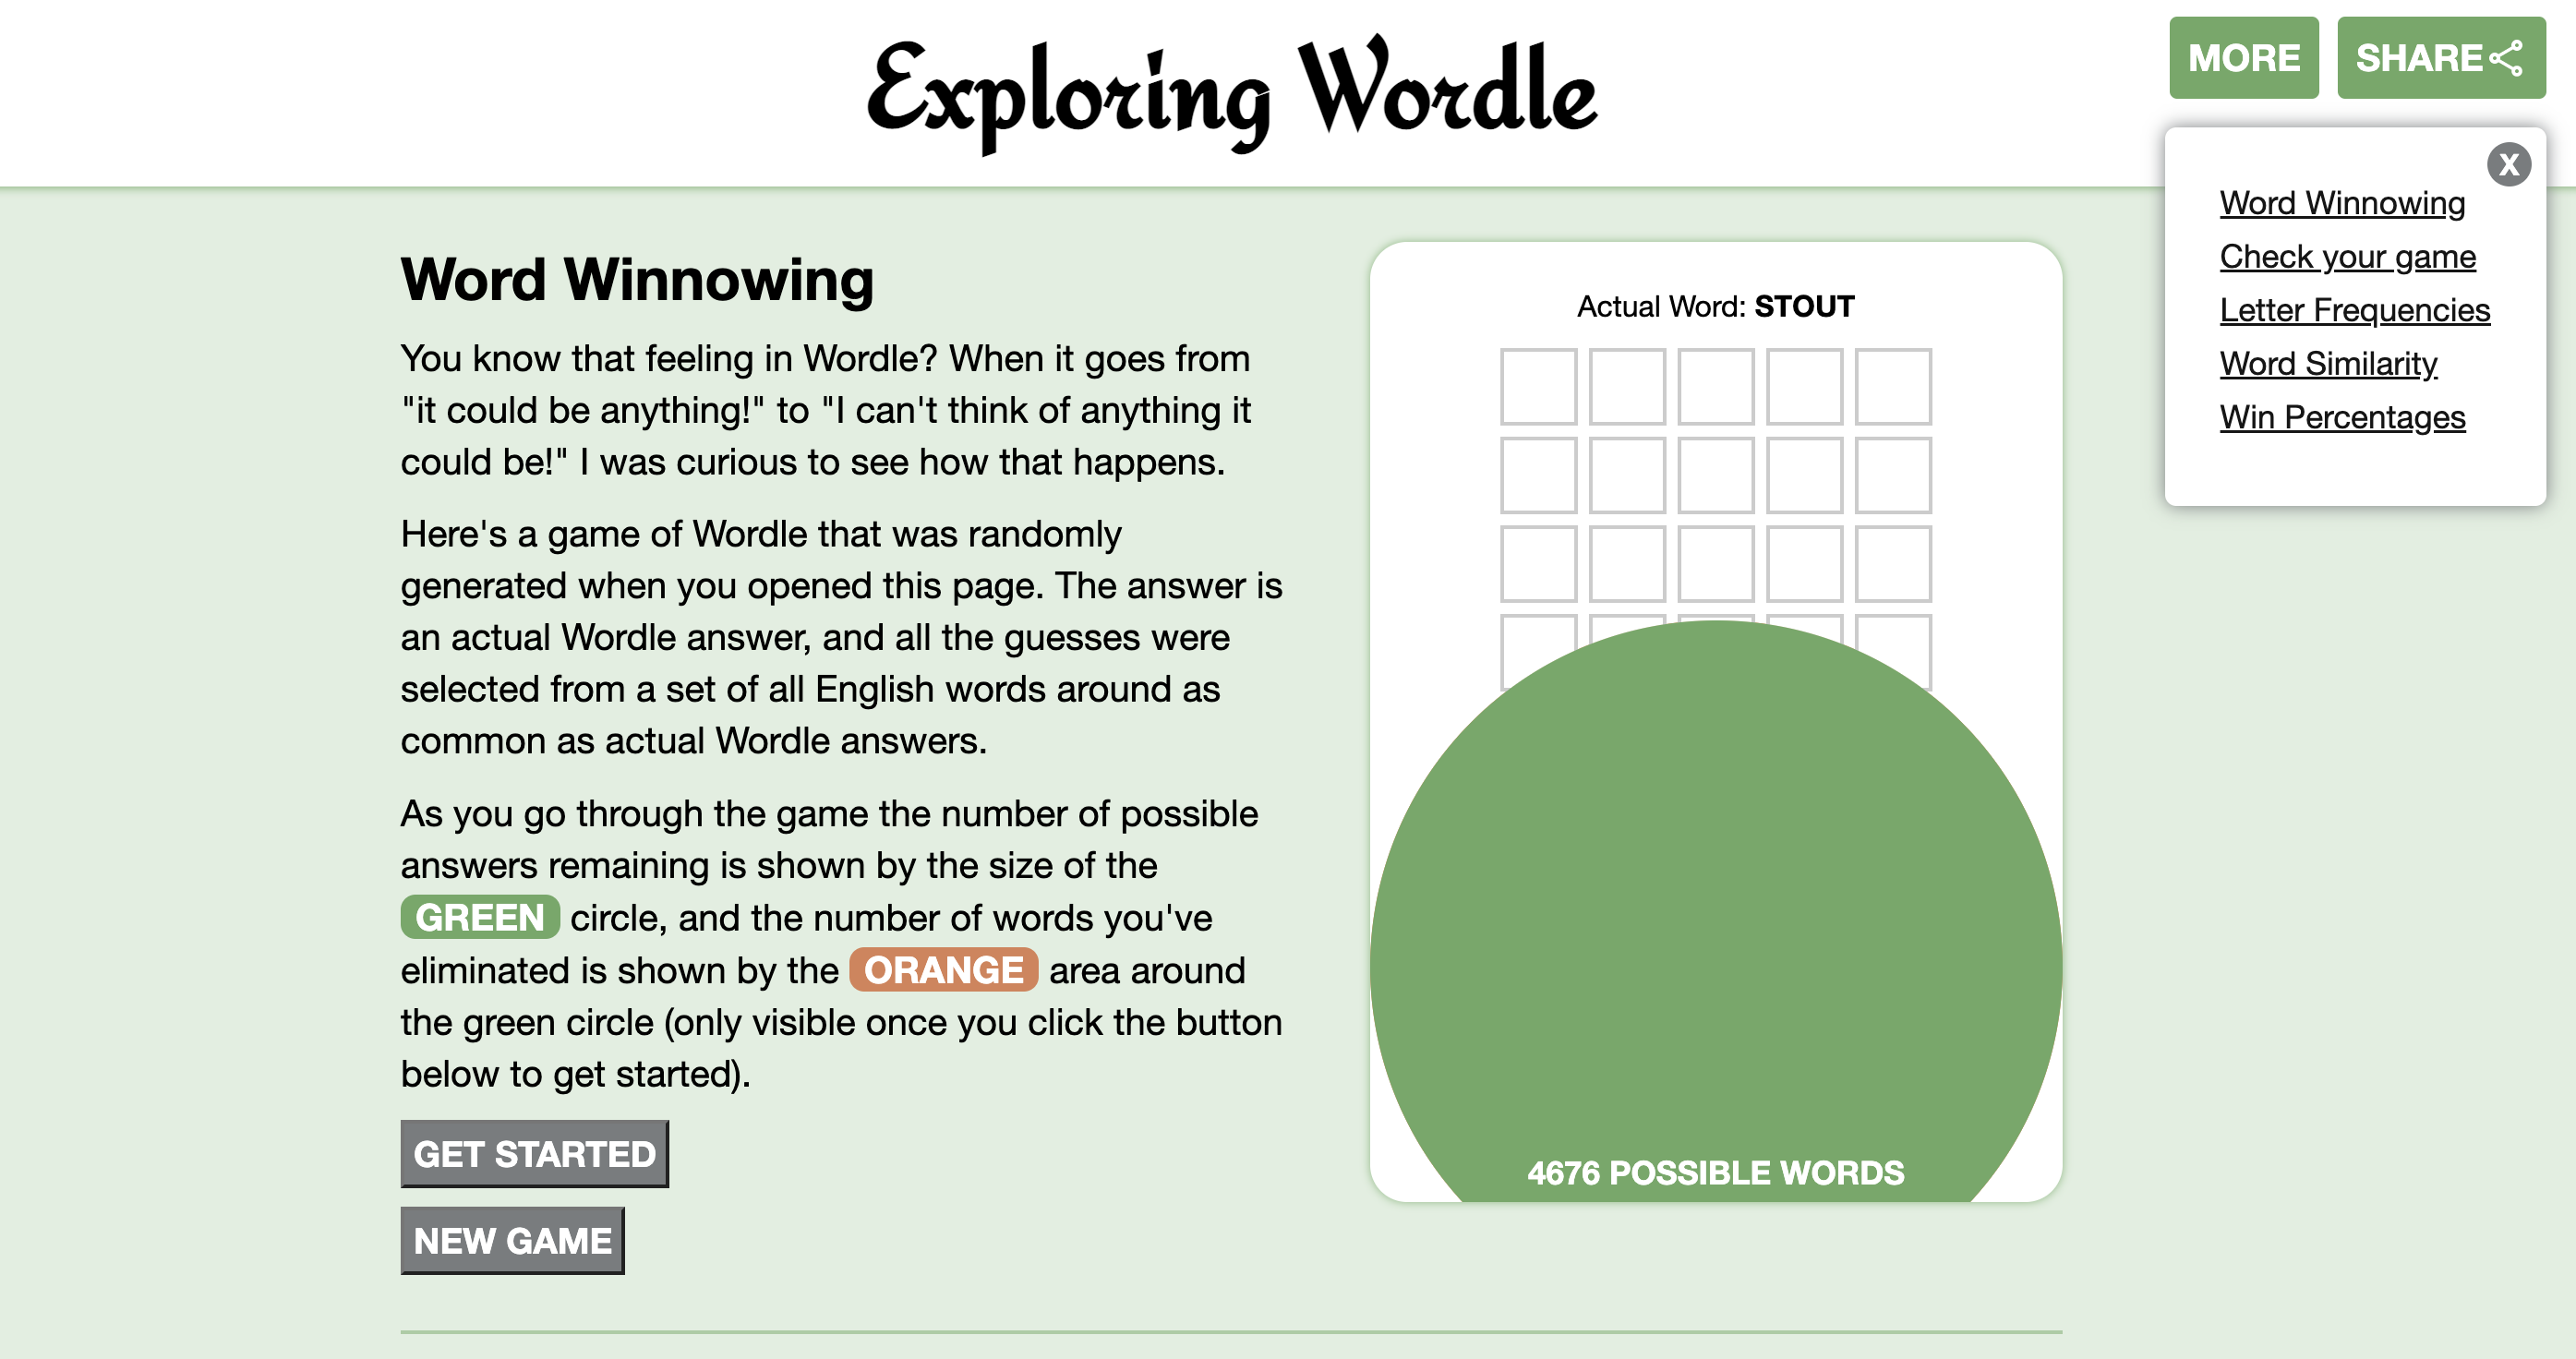 Exploring Wordle
MORE
SHARE
X
Word Winnowing
Check your game
Letter Frequencies
Word Similarity
Win Percentages
Word Winnowing
You know that feeling in Wordle? When it goes from
"it could be anything!" to "I can't think of anything it
could be!" I was curious to see how that happens.
Here's a game of Wordle that was randomly
generated when you opened this page. The answer is
an actual Wordle answer, and all the guesses were
selected from a set of all English words around as
common as actual Wordle answers.
As you go through the game the number of possible
answers remaining is shown by the size of the
GREEN circle, and the number of words you've
eliminated is shown by the ORANGE area around
the green circle (only visible once you click the button
below to get started).
GET STARTED
NEW GAME
Actual Word: STOUT
4676 POSSIBLE WORDS